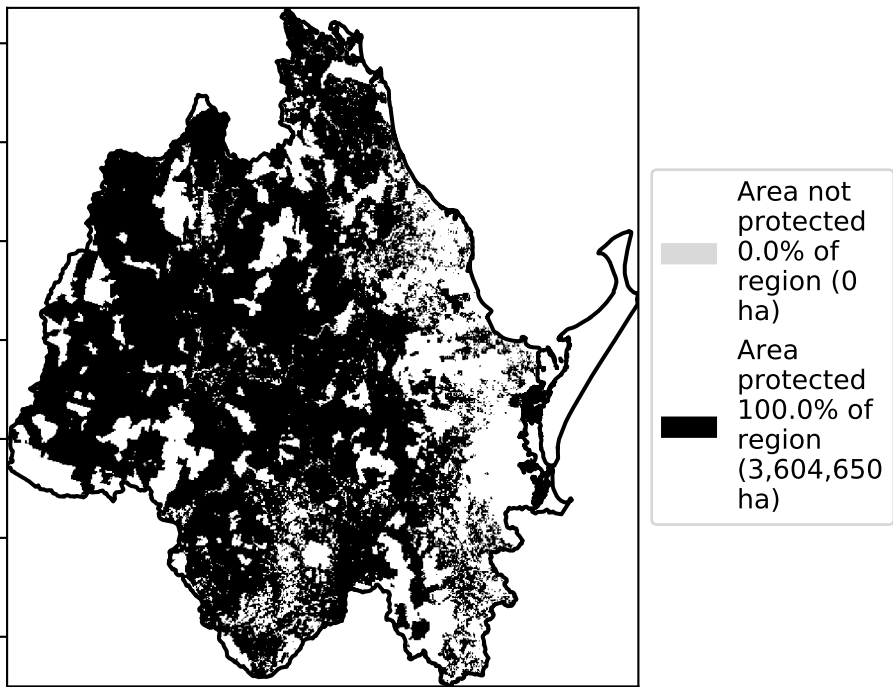 Area not
protected
0.0% of
region (0
ha)
Area
protected
100.0% of
region
(3,604,650
ha)